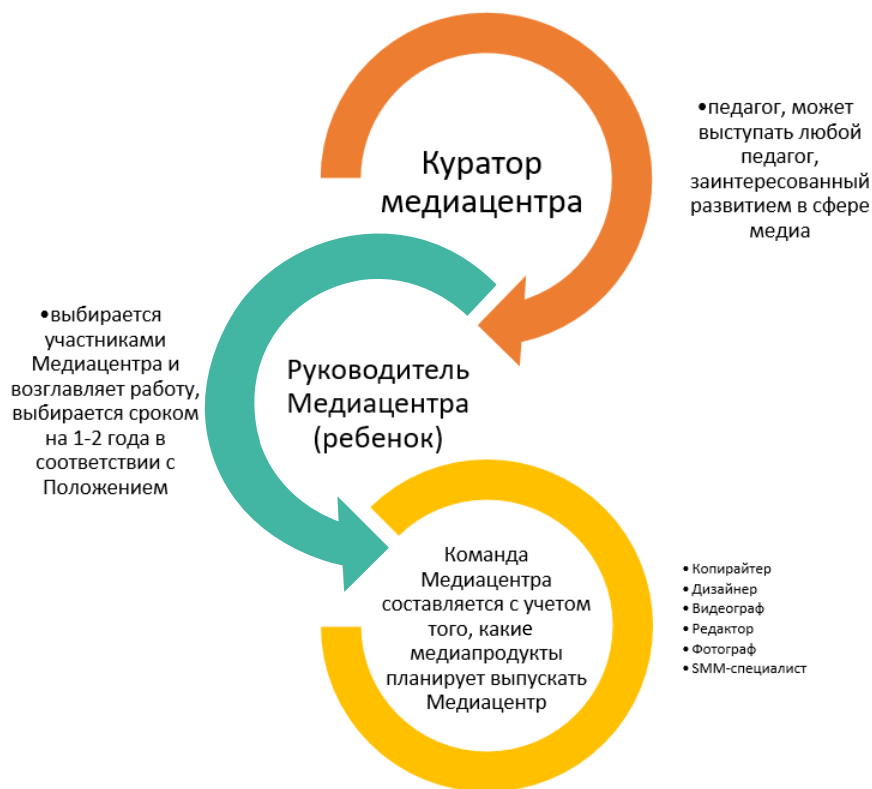 Куратор
медиацентра
•педагог, может
выступать любой
педагог,
заинтересованный
развитием в сфере
медиа
•выбирается
участниками
Медиацентра и
возглавляет работу,
выбирается сроком
на 1-2 года в
соответствии с
Положением
Руководитель
Медиацентра
(ребенок)
Команда
Медиацентра
составляется с учетом
того, какие
медиапродукты
планирует выпускать
Медиацентр
• Копирайтер
• Дизайнер
• Видеограф
• Редактор
• Фотограф
• SMM-специалист